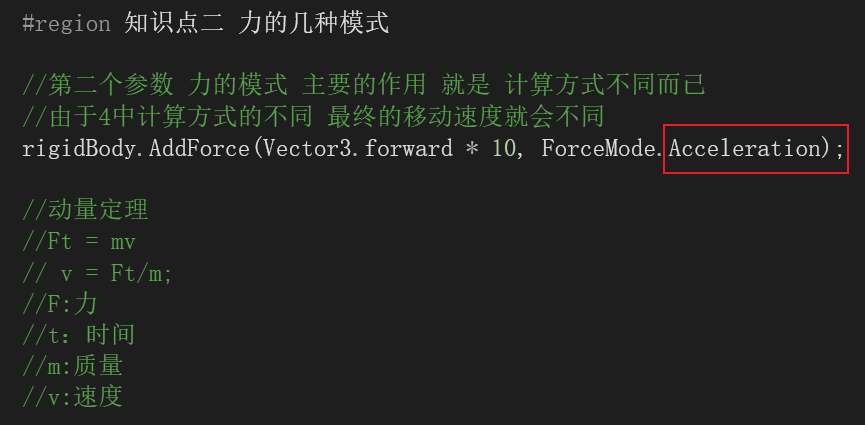 #region 知识点二 力的几种模式
//第二个参数 力的模式 主要的作用 就是 计算方式不同而已
//由于4中计算方式的不同 最终的移动速度就会不同
rigidBody.AddForce(Vector3.forward * 10, ForceMode.Acceleration);
//动量定理
//Ft = mv
// v = Ft/m;
//F:力
//t：时间
//m:质量
//v:速度